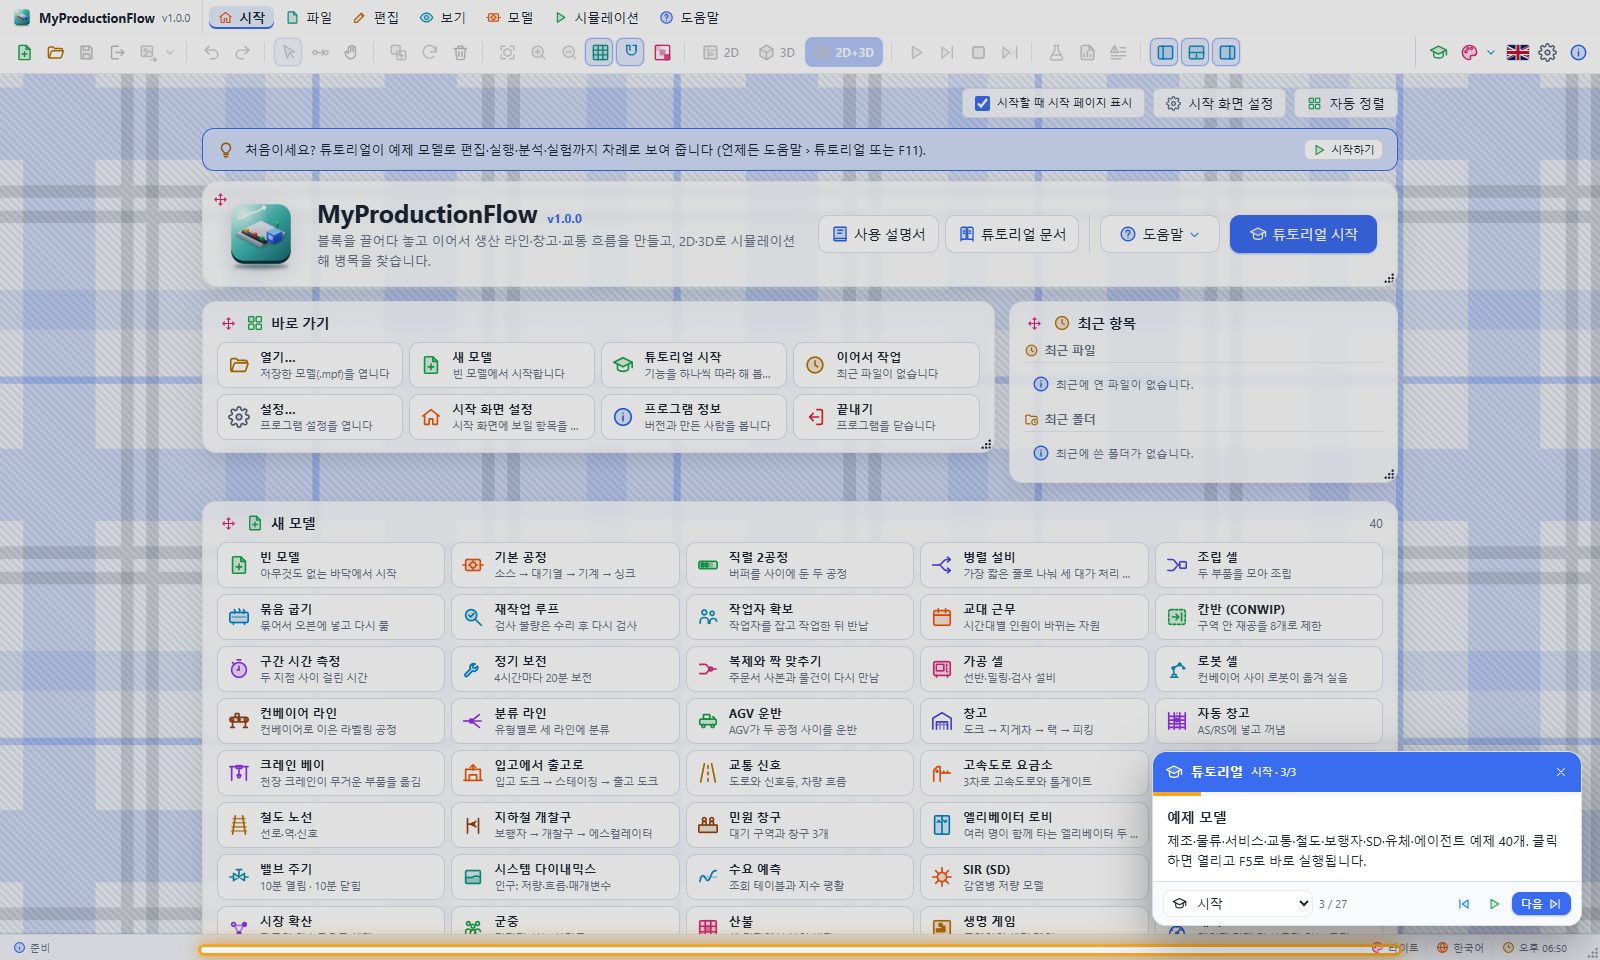 MyProductionFlow v1.0.0
시작
파일
편집
보기
모델
시뮬레이션
도움말
2D
3D
2D+3D
시작할 때 시작 페이지 표시
시작 화면 설정
자동 정렬
처음이세요? 튜토리얼이 예제 모델로 편집·실행·분석·실험까지 차례로 보여 줍니다 (언제든 도움말 › 튜토리얼 또는 F11).
시작하기
MyProductionFlow v1.0.0
블록을 끌어다 놓고 이어서 생산 라인·창고·교통 흐름을 만들고, 2D·3D로 시뮬레이션
해 병목을 찾습니다.
사용 설명서
튜토리얼 문서
도움말
튜토리얼 시작
바로 가기
열기...
저장한 모델(.mpf)을 엽니다
새 모델
빈 모델에서 시작합니다
튜토리얼 시작
기능을 하나씩 따라 해 봅...
이어서 작업
최근 파일이 없습니다
설정...
프로그램 설정을 엽니다
시작 화면 설정
시작 화면에 보일 항목을 ...
프로그램 정보
버전과 만든 사람을 봅니다
끝내기
프로그램을 닫습니다
최근 항목
최근 파일
최근에 연 파일이 없습니다.
최근 폴더
최근에 쓴 폴더가 없습니다.
새 모델
40
빈 모델
아무것도 없는 바닥에서 시작
기본 공정
소스 → 대기열 → 기계 → 싱크
직렬 2공정
버퍼를 사이에 둔 두 공정
병렬 설비
가장 짧은 줄로 나눠 세 대가 처리 ...
조립 셀
두 부품을 모아 조립
묶음 굽기
묶어서 오븐에 넣고 다시 풂
재작업 루프
검사 불량은 수리 후 다시 검사
작업자 확보
작업자를 잡고 작업한 뒤 반납
교대 근무
시간대별 인원이 바뀌는 자원
칸반 (CONWIP)
구역 안 재공을 8개로 제한
구간 시간 측정
두 지점 사이 걸린 시간
정기 보전
4시간마다 20분 보전
복제와 짝 맞추기
주문서 사본과 물건이 다시 만남
가공 셀
선반·밀링·검사 설비
로봇 셀
컨베이어 사이 로봇이 옮겨 실음
컨베이어 라인
컨베이어로 이은 라벨링 공정
분류 라인
유형별로 세 라인에 분류
AGV 운반
AGV가 두 공정 사이를 운반
창고
도크 → 지게차 → 랙 → 피킹
자동 창고
AS/RS에 넣고 꺼냄
크레인 베이
천장 크레인이 무거운 부품을 옮김
입고에서 출고로
입고 도크 → 스테이징 → 출고 도크
교통 신호
도로와 신호등, 차량 흐름
고속도로 요금소
3차로 고속도로와 톨게이트
철도 노선
선로·역·신호
지하철 개찰구
보행자 → 개찰구 → 에스컬레이터
민원 창구
대기 구역과 창구 3개
엘리베이터 로비
여러 명이 함께 타는 엘리베이터 두 ...
밸브 주기
10분 열림 · 10분 닫힘
시스템 다이내믹스
인구: 저량·흐름·매개변수
수요 예측
조회 테이블과 지수 평활
SIR (SD)
감염병 저량 모델
시장 확산
군중
산불
생명 게임
튜토리얼 시작 · 3/3
예제 모델
제조·물류·서비스·교통·철도·보행자·SD·유체·에이전트 예제 40개. 클릭
하면 열리고 F5로 바로 실행됩니다.
시작
3 / 27
다음
준비
한국어
오후 06:50